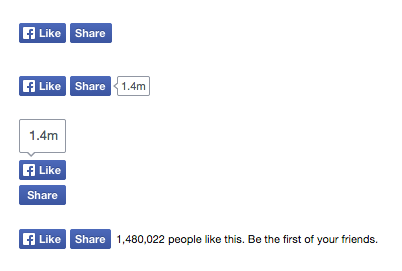 Like Share
Like Share 1.4m
1.4m
Like
Share
Like Share 1,480,022 people like this. Be the first of your friends.